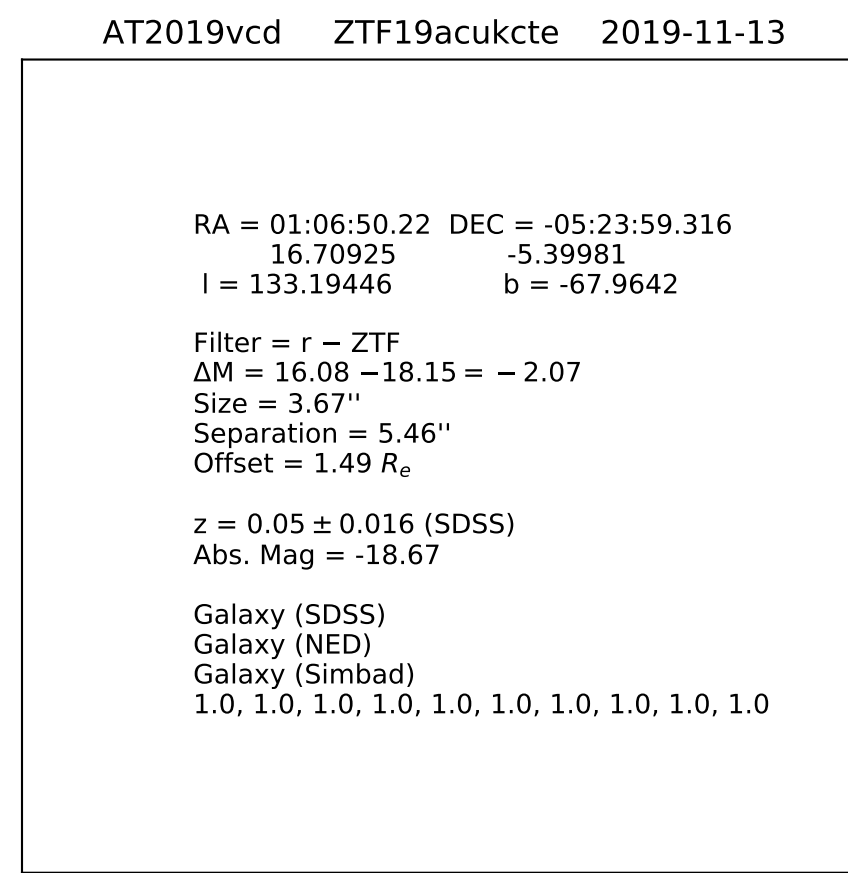 AT2019vcd ZTF19acukcte 2019-11-13
RA = 01:06:50.22 DEC = -05:23:59.316
16.70925 -5.39981
l = 133.19446 b = -67.9642
Filter = r − ZTF
ΔM = 16.08 −18.15 = − 2.07
Size = 3.67''
Separation = 5.46''
Offset = 1.49 Re
z = 0.05 ± 0.016 (SDSS)
Abs. Mag = -18.67
Galaxy (SDSS)
Galaxy (NED)
Galaxy (Simbad)
1.0, 1.0, 1.0, 1.0, 1.0, 1.0, 1.0, 1.0, 1.0, 1.0